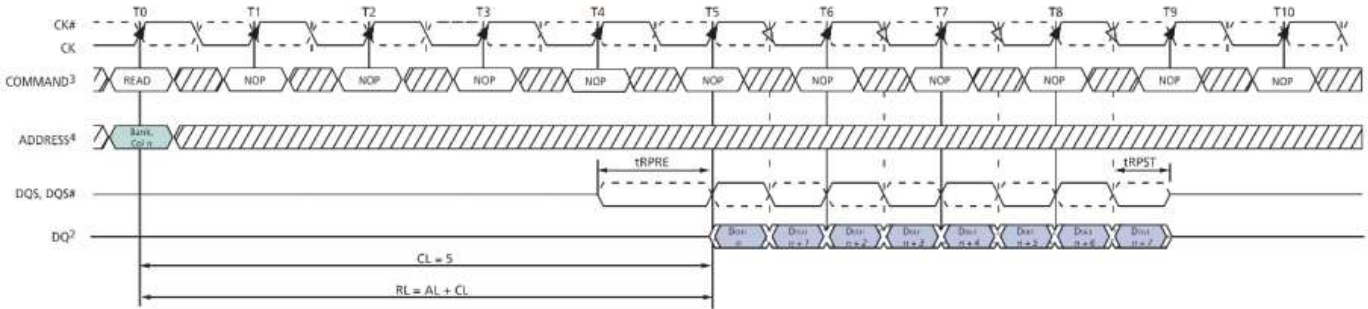 T0 T1 T2 T3 T4 T5 T6 T7 T8 T9 T10
CK#
CK
COMMAND³ READ NOP NOP NOP NOP NOP NOP NOP NOP NOP NOP
ADDRESS⁴ Bank,
Col n
tRPRE tRPST
DQS, DQS#
DQ² DOUT n DOUT n + 1 DOUT n + 2 DOUT n + 3 DOUT n + 4 DOUT n + 5 DOUT n + 6 DOUT n + 7
CL = 5
RL = AL + CL